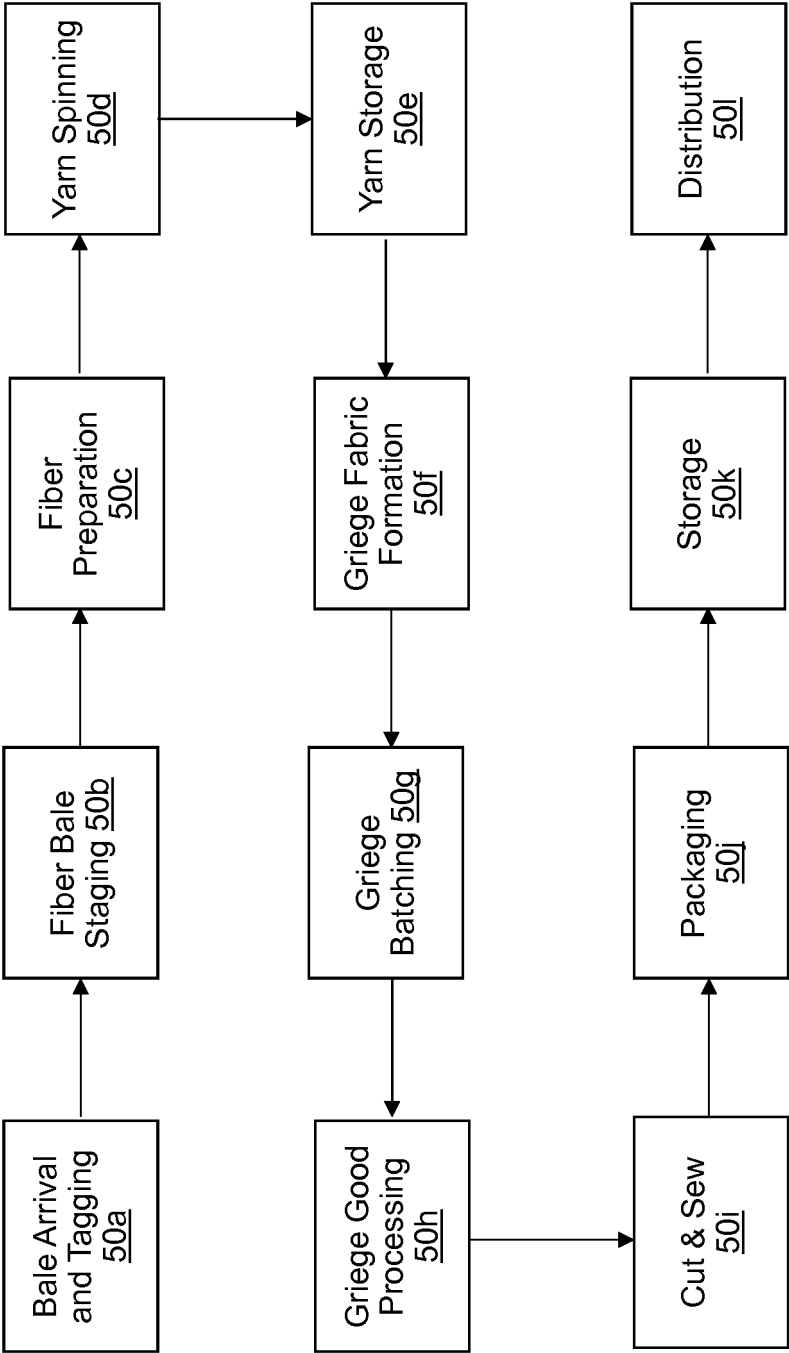 Bale Arrival
and Tagging
50a
Fiber Bale
Staging 50b
Fiber
Preparation
50c
Yarn Spinning
50d
Yarn Storage
50e
Griege Fabric
Formation
50f
Griege
Batching 50g
Griege Good
Processing
50h
Cut & Sew
50i
Packaging
50j
Storage
50k
Distribution
50l